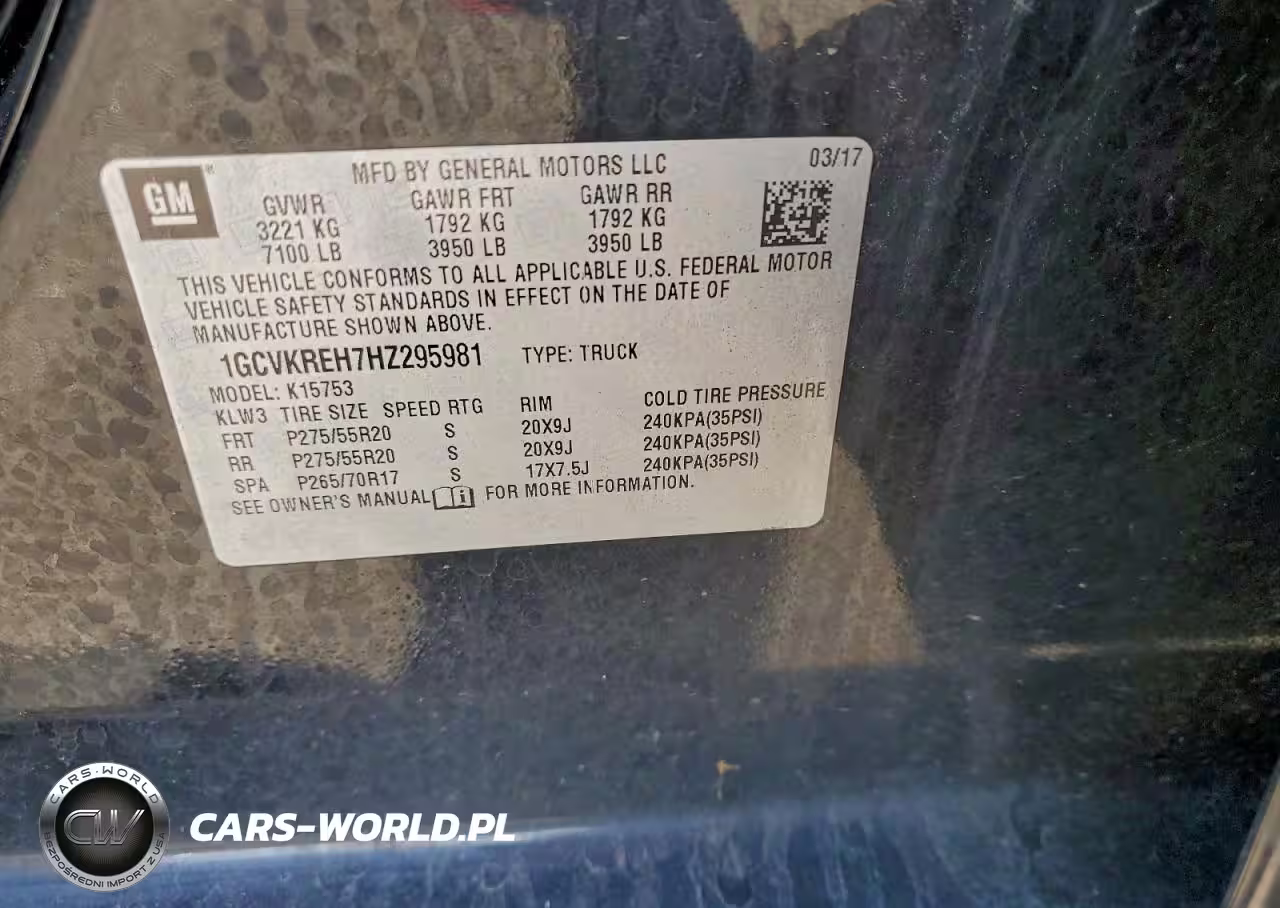 GM
MFD BY GENERAL MOTORS LLC 03/17
GVWR GAWR FRT GAWR RR
3221 KG 1792 KG 1792 KG
7100 LB 3950 LB 3950 LB
THIS VEHICLE CONFORMS TO ALL APPLICABLE U.S. FEDERAL MOTOR
VEHICLE SAFETY STANDARDS IN EFFECT ON THE DATE OF
MANUFACTURE SHOWN ABOVE.
1GCVKREH7HZ295981 TYPE: TRUCK
MODEL: K15753
KLW3 TIRE SIZE SPEED RTG RIM COLD TIRE PRESSURE
FRT P275/55R20 S 20X9J 240KPA(35PSI)
RR P275/55R20 S 20X9J 240KPA(35PSI)
SPA P265/70R17 S 17X7.5J 240KPA(35PSI)
SEE OWNER'S MANUAL FOR MORE INFORMATION.
CARS-WORLD
CW
BEZPOŚREDNI IMPORT Z USA
CARS-WORLD.PL